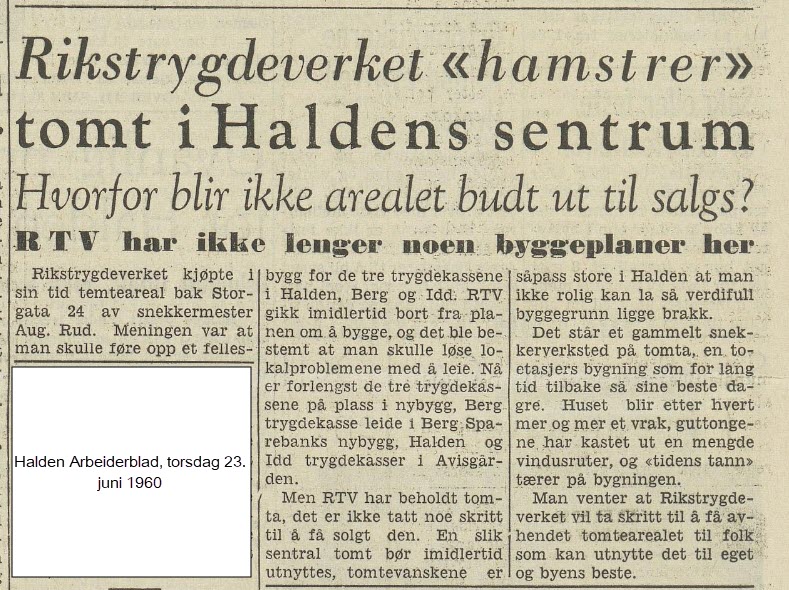 Rikstrygdeverket «hamstrer»
tomt i Haldens sentrum
Hvorfor blir ikke arealet budt ut til salgs?
RTV har ikke lenger noen byggeplaner her
Rikstrygdeverket kjøpte i
sin tid temteareal bak Stor-
gata 24 av snekkermester
Aug. Rud. Meningen var at
man skulle føre opp et felles-
Halden Arbeiderblad, torsdag 23.
juni 1960
bygg for de tre trygdekassene
i Halden, Berg og Idd. RTV
gikk imidlertid bort fra pla-
nen om å bygge, og det ble be-
stemt at man skulle løse lo-
kalproblemene med å leie. Nå
er forlengst de tre trygdekas-
sene på plass i nybygg, Berg
trygdekasse leide i Berg Spa-
rebanks nybygg, Halden og
Idd trygdekasser i Avisgår-
den.
Men RTV har beholdt tom-
ta, det er ikke tatt noe skritt
til å få solgt den. En slik
sentral tomt bør imidlertid
utnyttes, tomtevanskene er
såpass store i Halden at man
ikke rolig kan la så verdifull
byggegrunn ligge brakk.
Det står et gammelt snek-
keryerksted på tomta, en to-
etasjers bygning som for lang
tid tilbake så sine beste da-
gre. Huset blir etter hvert
mer og mer et vrak, guttonge-
ne har kastet ut en mengde
vindusruter, og «tidens tann»
tærer på bygningen.
Man venter at Rikstrygde-
verket vil ta skritt til å få av-
hendet tomtearealet til folk
som kan utnytte det til eget
og byens beste.